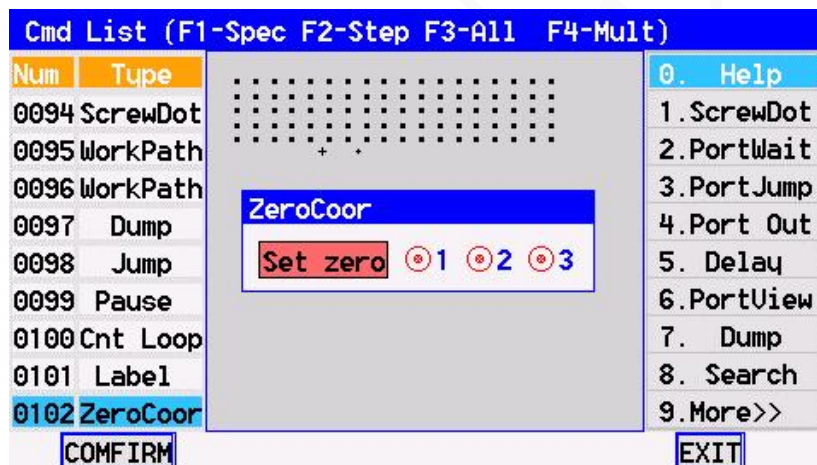 Cmd List (F1-Spec F2-Step F3-All F4-Mult)
Num Type
0094 ScrewDot
0095 WorkPath
0096 WorkPath
0097 Dump
0098 Jump
0099 Pause
0100 Cnt Loop
0101 Label
0102 ZeroCoor
ZeroCoor
Set zero 1 2 3
0. Help
1.ScrewDot
2.PortWait
3.PortJump
4.Port Out
5. Delay
6.PortView
7. Dump
8. Search
9.More>>
COMFIRM
EXIT